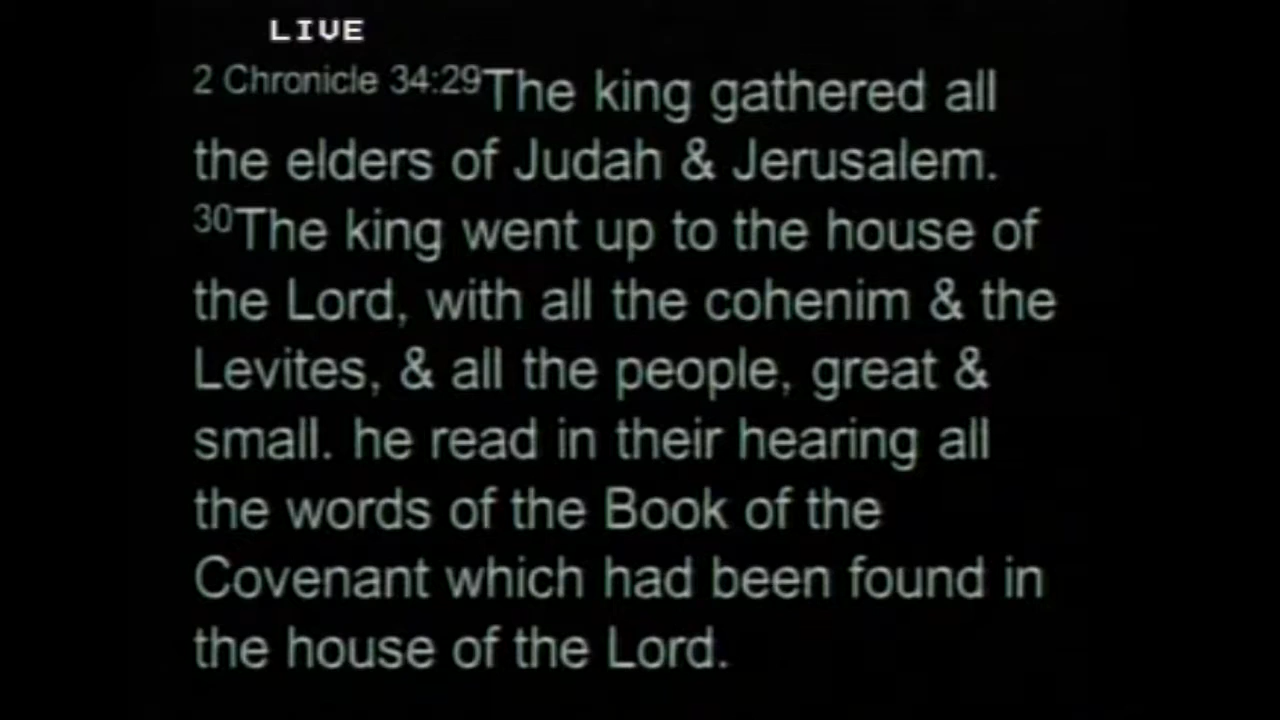 LIVE
2 Chronicle 34:29The king gathered all
the elders of Judah & Jerusalem.
30The king went up to the house of
the Lord, with all the cohenim & the
Levites, & all the people, great &
small. he read in their hearing all
the words of the Book of the
Covenant which had been found in
the house of the Lord.